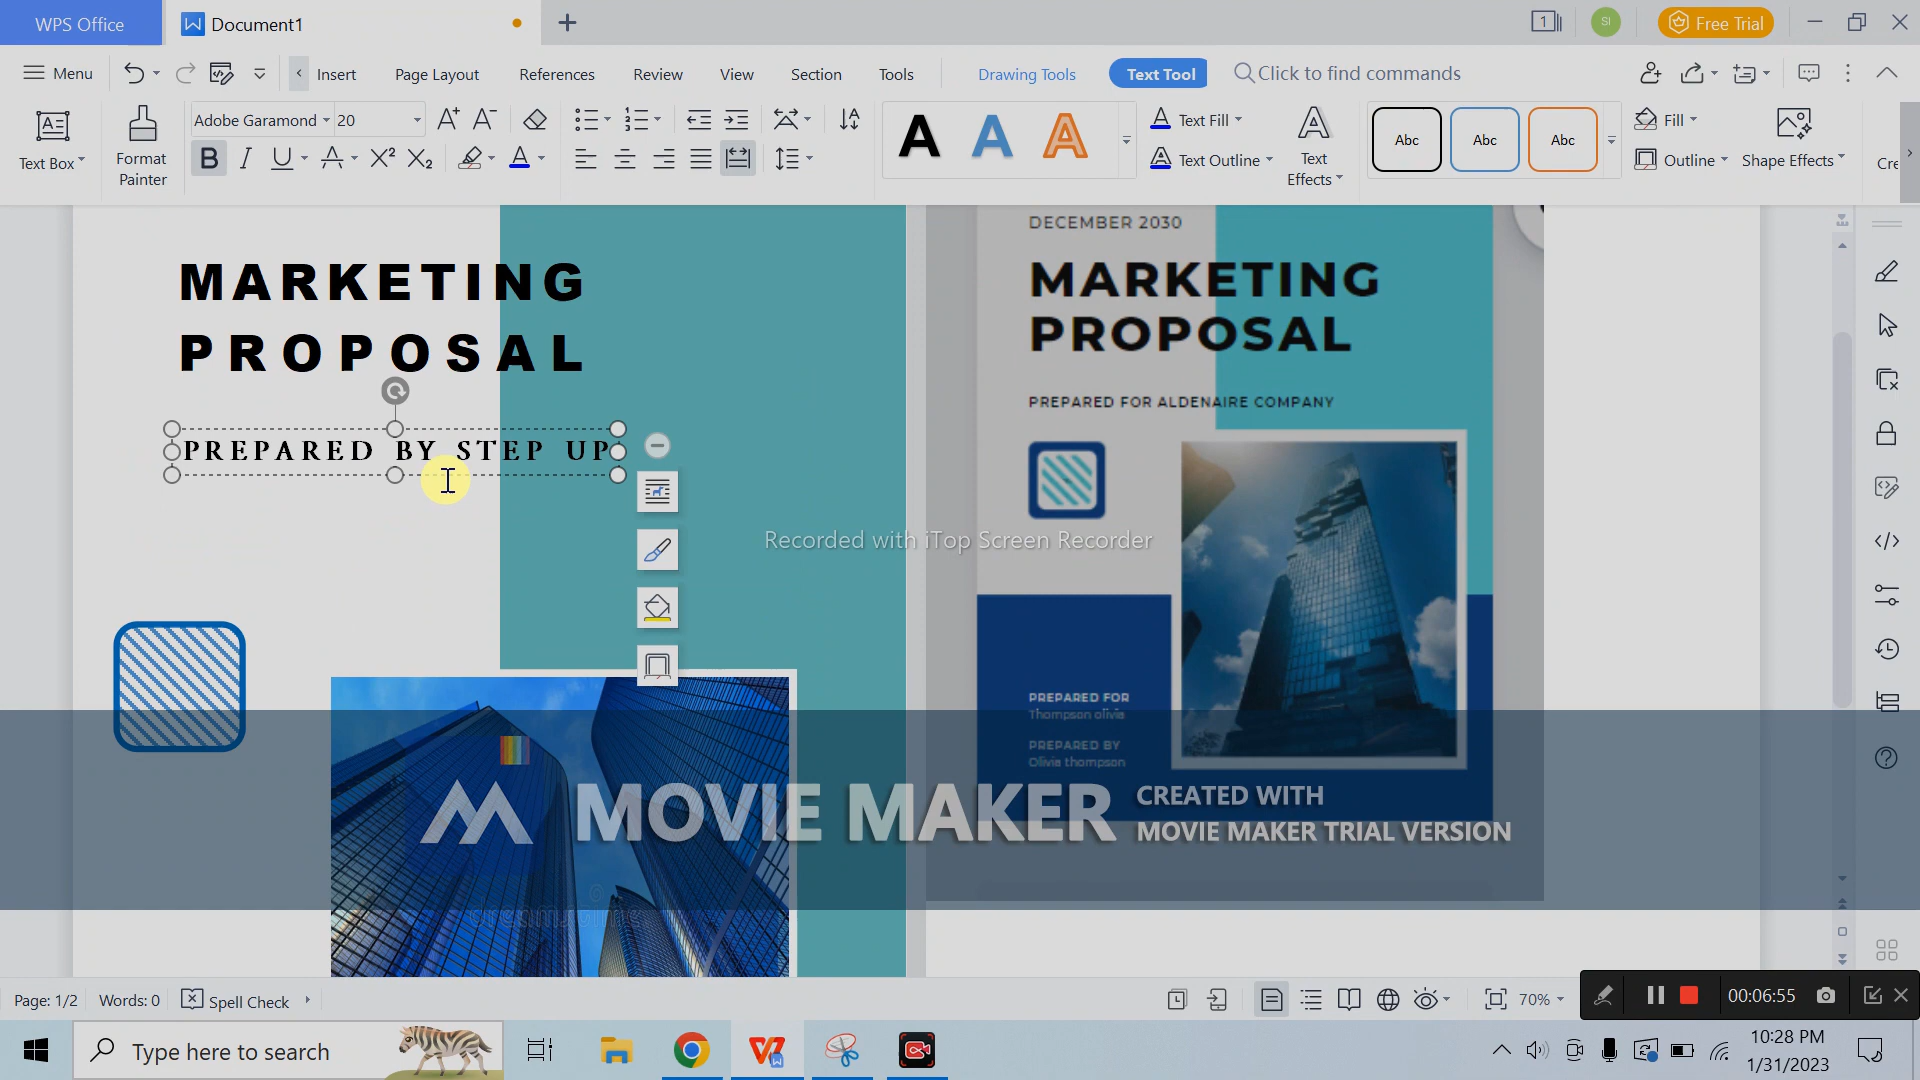 WPS Office
Document1
1
SI
Free Trial
Menu
Insert
Page Layout
References
Review
View
Section
Tools
Drawing Tools
Text Tool
Click to find commands
Text Box
Format
Painter
Adobe Garamond
20
Text Fill
Text Outline
Text
Effects
Abc
Abc
Abc
Fill
Outline
Shape Effects
Cre
MARKETING
PROPOSAL
PREPARED BY STEP UP
DECEMBER 2030
MARKETING
PROPOSAL
PREPARED FOR ALDENAIRE COMPANY
Recorded with iTop Screen Recorder
PREPARED FOR
Thompson olivia
PREPARED BY
Olivia thompson
MOVIE MAKER
CREATED WITH
MOVIE MAKER TRIAL VERSION
dreamstime
Page: 1/2
Words: 0
Spell Check
70%
00:06:55
Type here to search
10:28 PM
1/31/2023